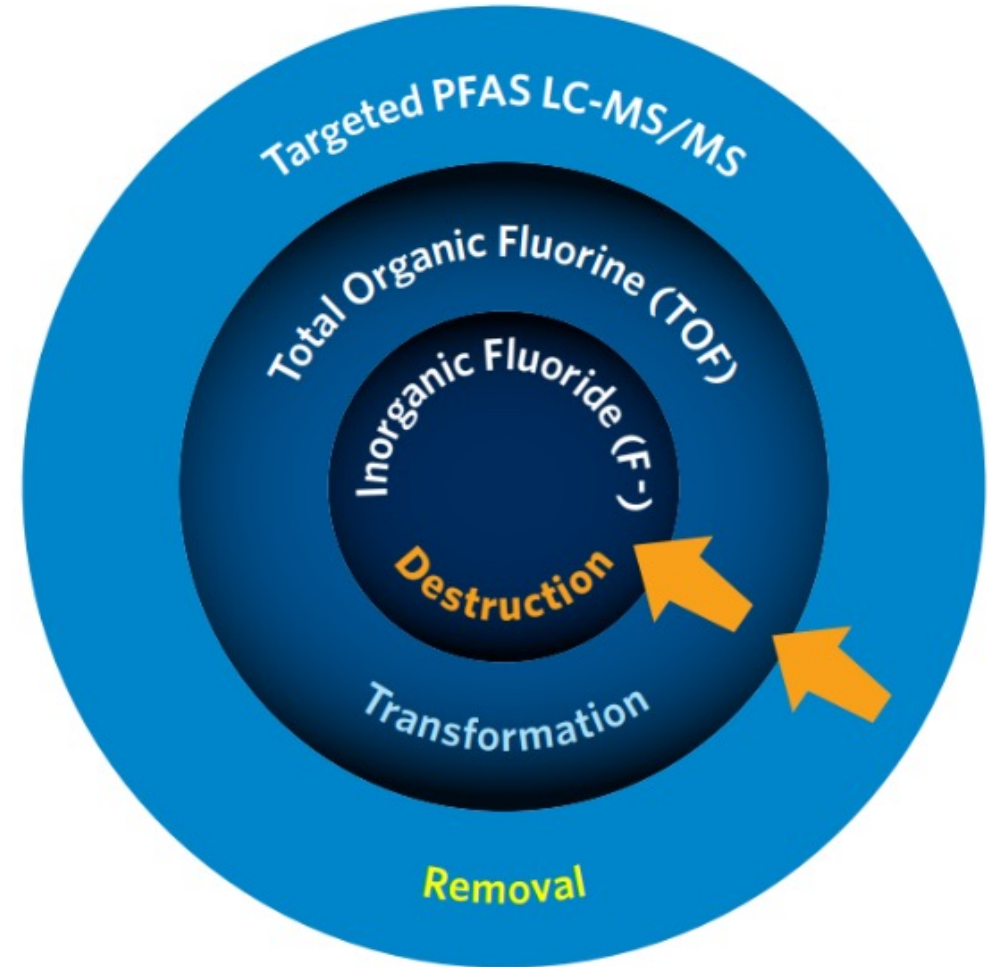 Targeted PFAS LC-MS/MS
Total Organic Fluorine (TOF)
Inorganic Fluoride (F -)
Destruction
Transformation
Removal